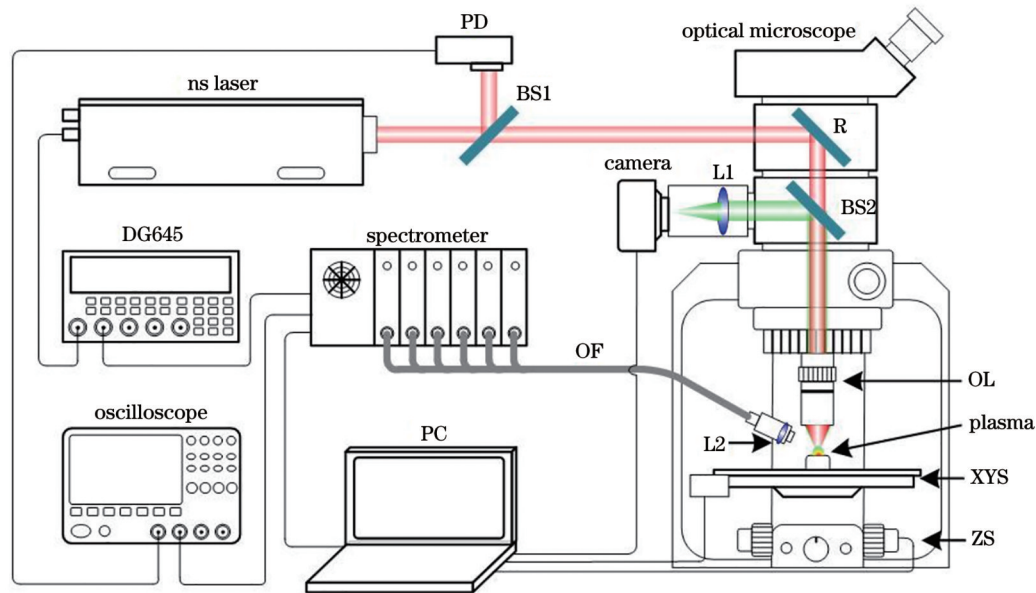 PD
optical microscope
ns laser
BS1
R
camera
L1
BS2
DG645
spectrometer
OF
OL
oscilloscope
plasma
PC
L2
XYS
ZS